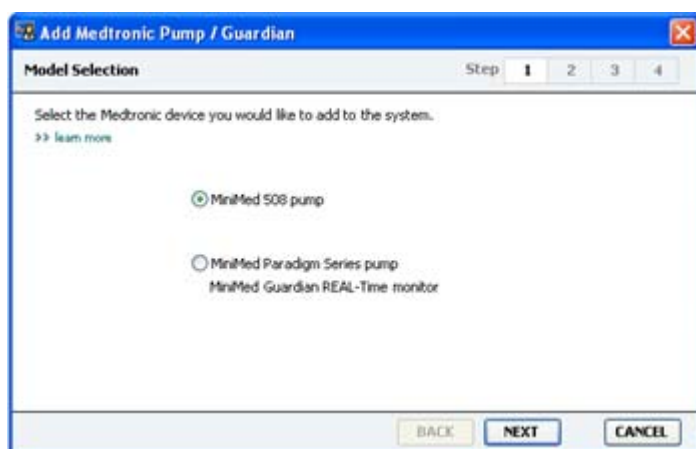 Add Medtronic Pump / Guardian
Model Selection Step 1 2 3 4
Select the Medtronic device you would like to add to the system.
>> learn more
MiniMed 508 pump
MiniMed Paradigm Series pump
MiniMed Guardian REAL-Time monitor
BACK NEXT CANCEL